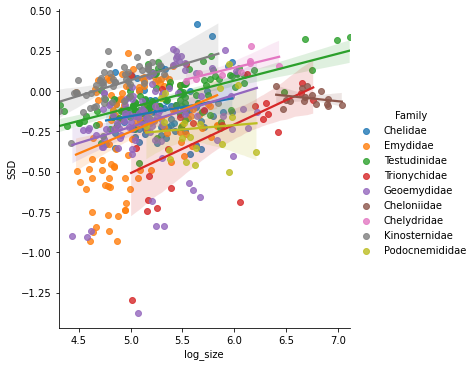 0.50
0.25
0.00
−0.25
−0.50
−0.75
−1.00
−1.25
SSD
4.5 5.0 5.5 6.0 6.5 7.0
log_size
Family
Chelidae
Emydidae
Testudinidae
Trionychidae
Geoemydidae
Cheloniidae
Chelydridae
Kinosternidae
Podocnemididae